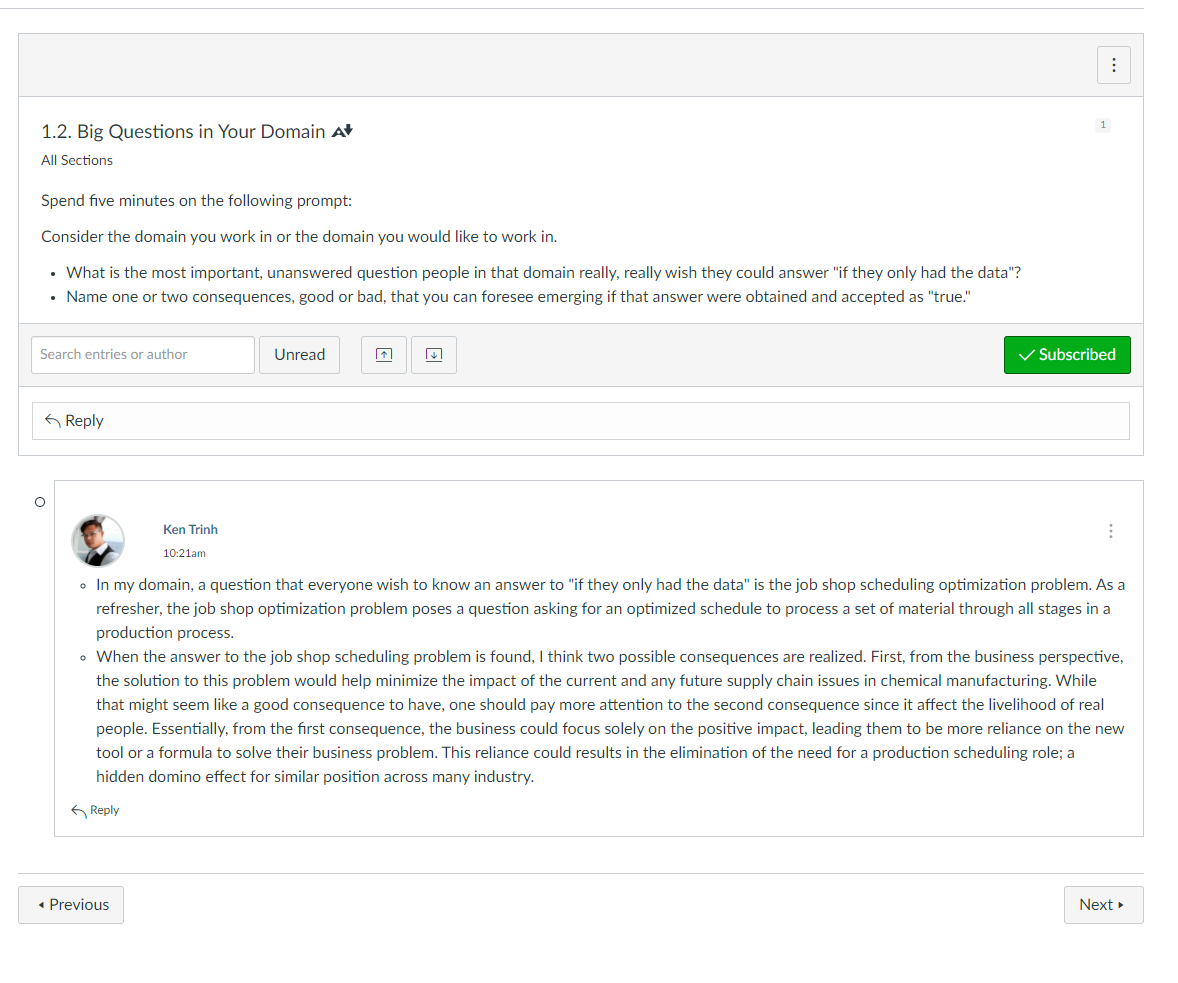 1.2. Big Questions in Your Domain
1
All Sections
Spend five minutes on the following prompt:
Consider the domain you work in or the domain you would like to work in.
• What is the most important, unanswered question people in that domain really, really wish they could answer "if they only had the data"?
• Name one or two consequences, good or bad, that you can foresee emerging if that answer were obtained and accepted as "true."
Search entries or author
Unread
Subscribed
Reply
Ken Trinh
10:21am
In my domain, a question that everyone wish to know an answer to "if they only had the data" is the job shop scheduling optimization problem. As a
refresher, the job shop optimization problem poses a question asking for an optimized schedule to process a set of material through all stages in a
production process.
When the answer to the job shop scheduling problem is found, I think two possible consequences are realized. First, from the business perspective,
the solution to this problem would help minimize the impact of the current and any future supply chain issues in chemical manufacturing. While
that might seem like a good consequence to have, one should pay more attention to the second consequence since it affect the livelihood of real
people. Essentially, from the first consequence, the business could focus solely on the positive impact, leading them to be more reliance on the new
tool or a formula to solve their business problem. This reliance could results in the elimination of the need for a production scheduling role; a
hidden domino effect for similar position across many industry.
Reply
Previous
Next